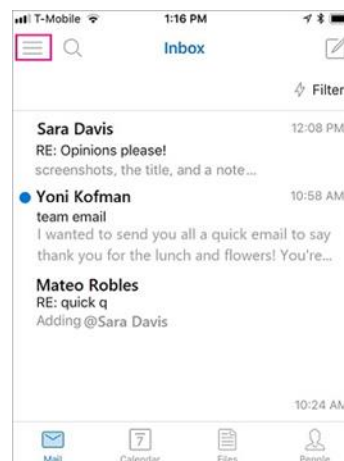 T-Mobile 1:16 PM
Inbox
Filter
Sara Davis 12:08 PM
RE: Opinions please!
screenshots, the title, and a note...
Yoni Kofman 10:58 AM
team email
I wanted to send you all a quick email to say
thank you for the lunch and flowers! You're...
Mateo Robles
RE: quick q
Adding @Sara Davis
10:24 AM
7
Mail Calendar Files People